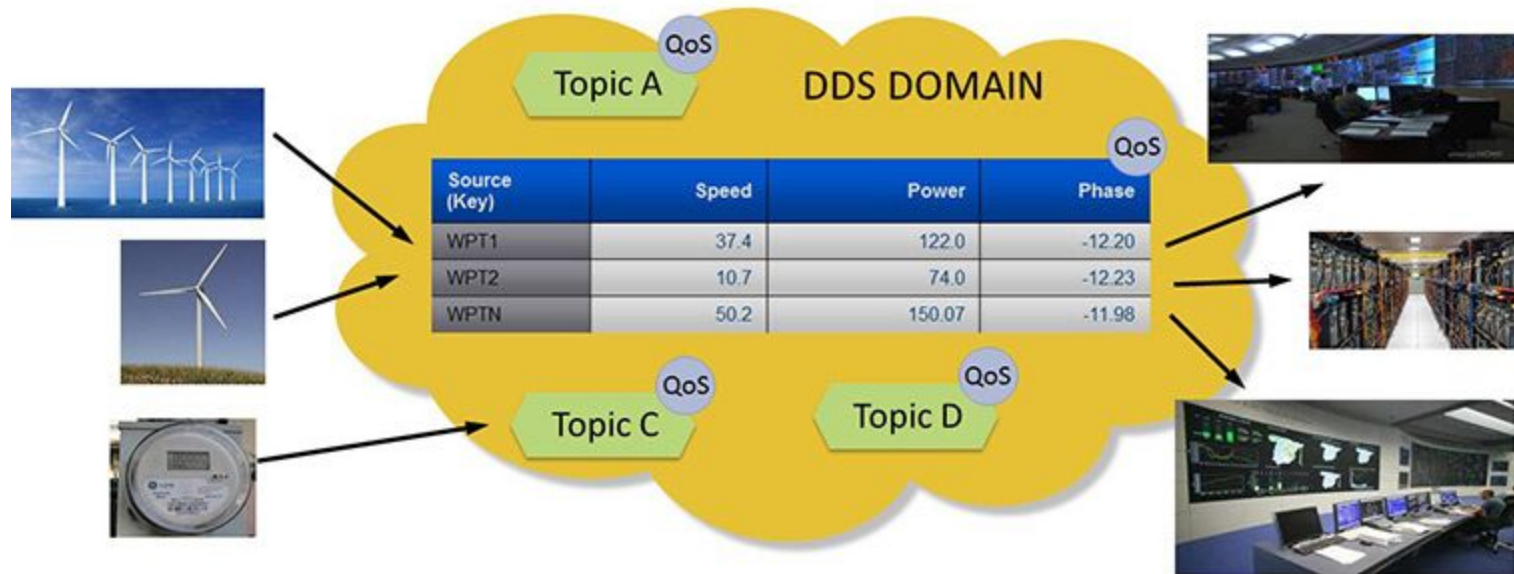 QoS
Topic A
DDS DOMAIN
QoS
Source
(Key) Speed Power Phase
WPT1 37.4 122.0 -12.20
WPT2 10.7 74.0 -12.23
WPTN 50.2 150.07 -11.98
QoS
Topic C
QoS
Topic D